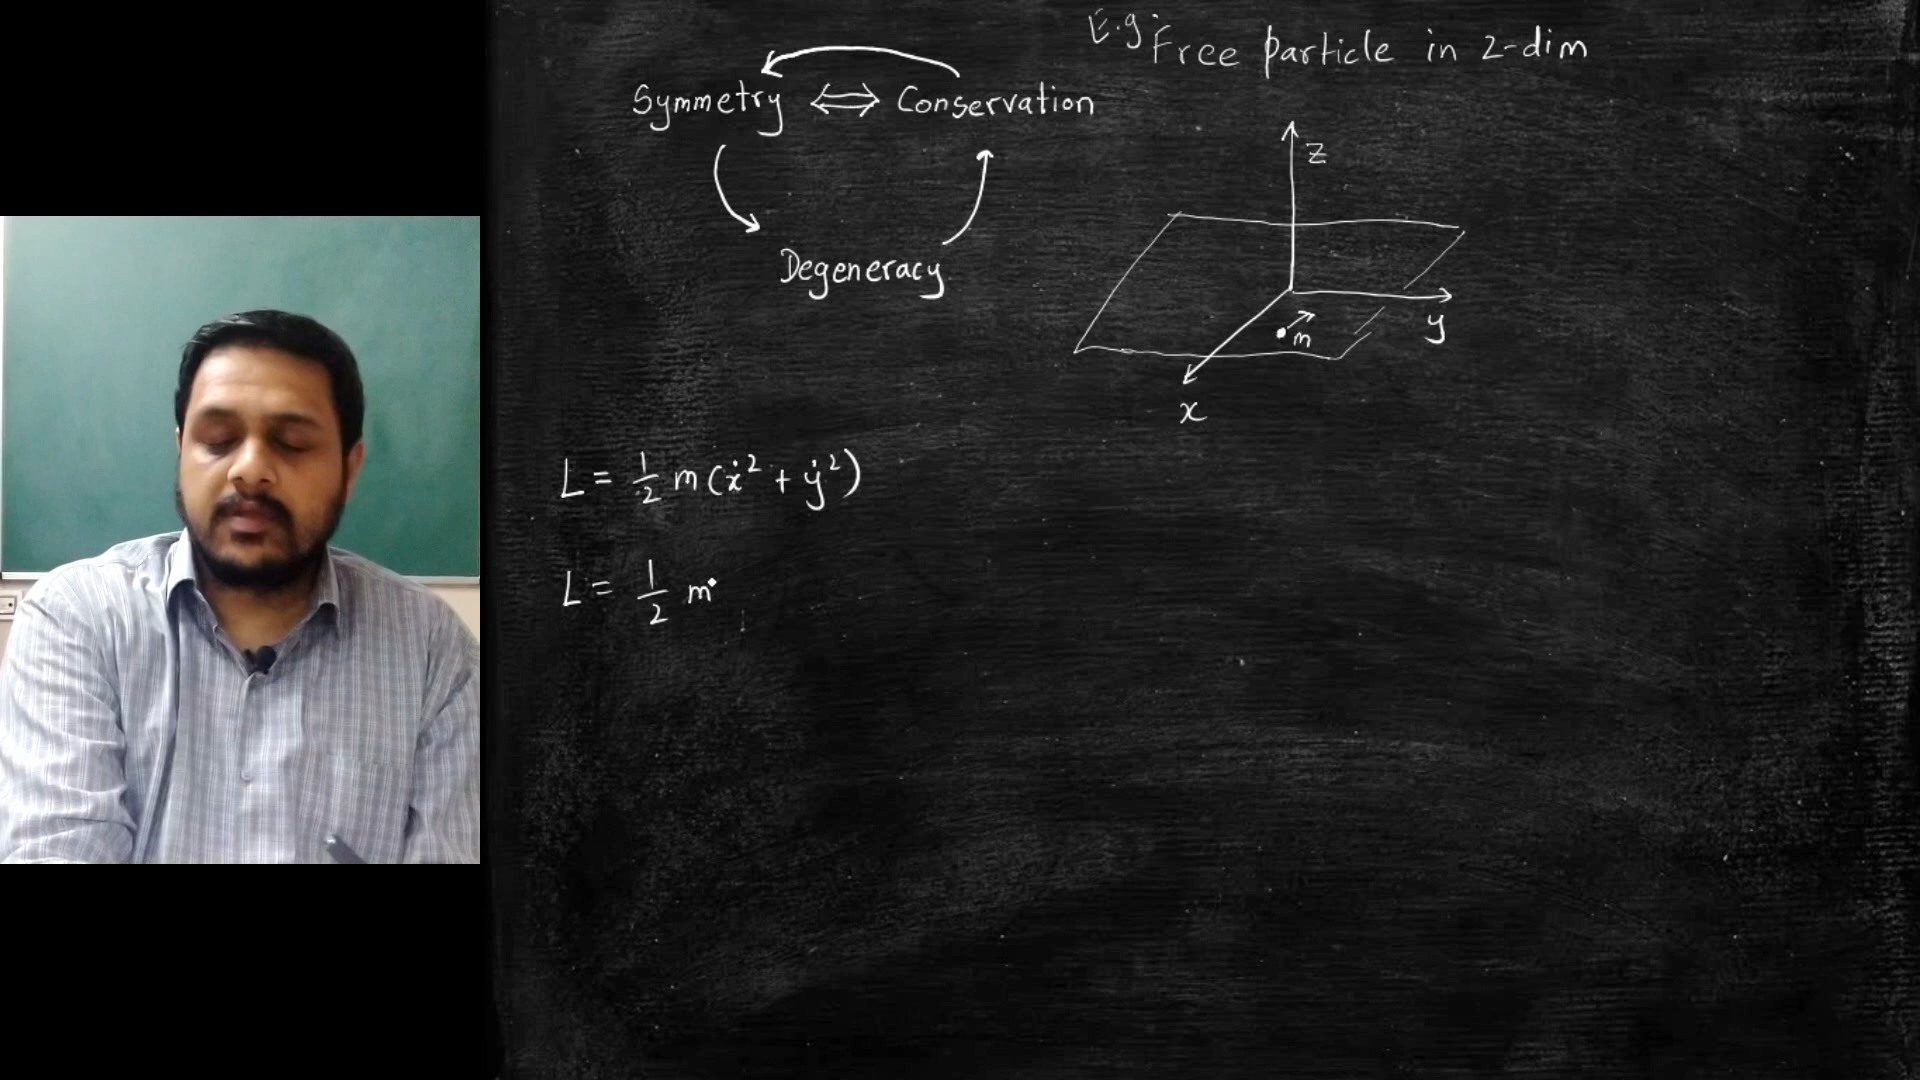 E.g: Free particle in 2-dim
Symmetry ⟺ Conservation
Degeneracy
z
y
m
x
L = 1/2 m(ẋ² + ẏ²)
L = 1/2 m